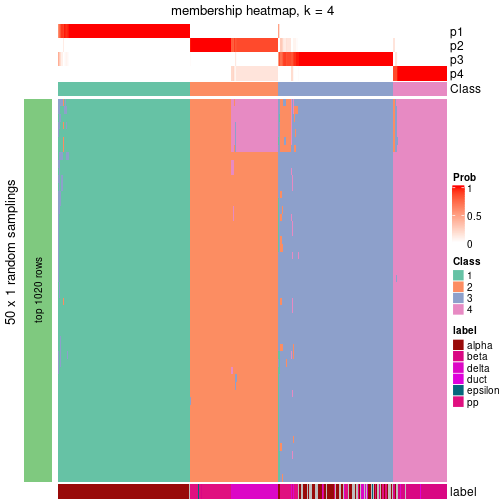 membership heatmap, k = 4
p1
p2
p3
p4
Class
50 x 1 random samplings
top 1020 rows
Prob
1
0.5
0
Class
1
2
3
4
label
alpha
beta
delta
duct
epsilon
pp
label